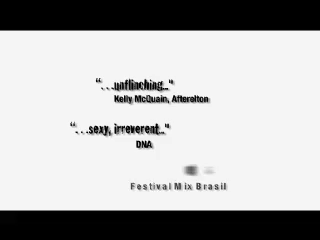 “. . .unflinching..."
Kelly McQuain, Afterelton
“. . .sexy, irreverent..."
DNA
Festival Mix Brasil